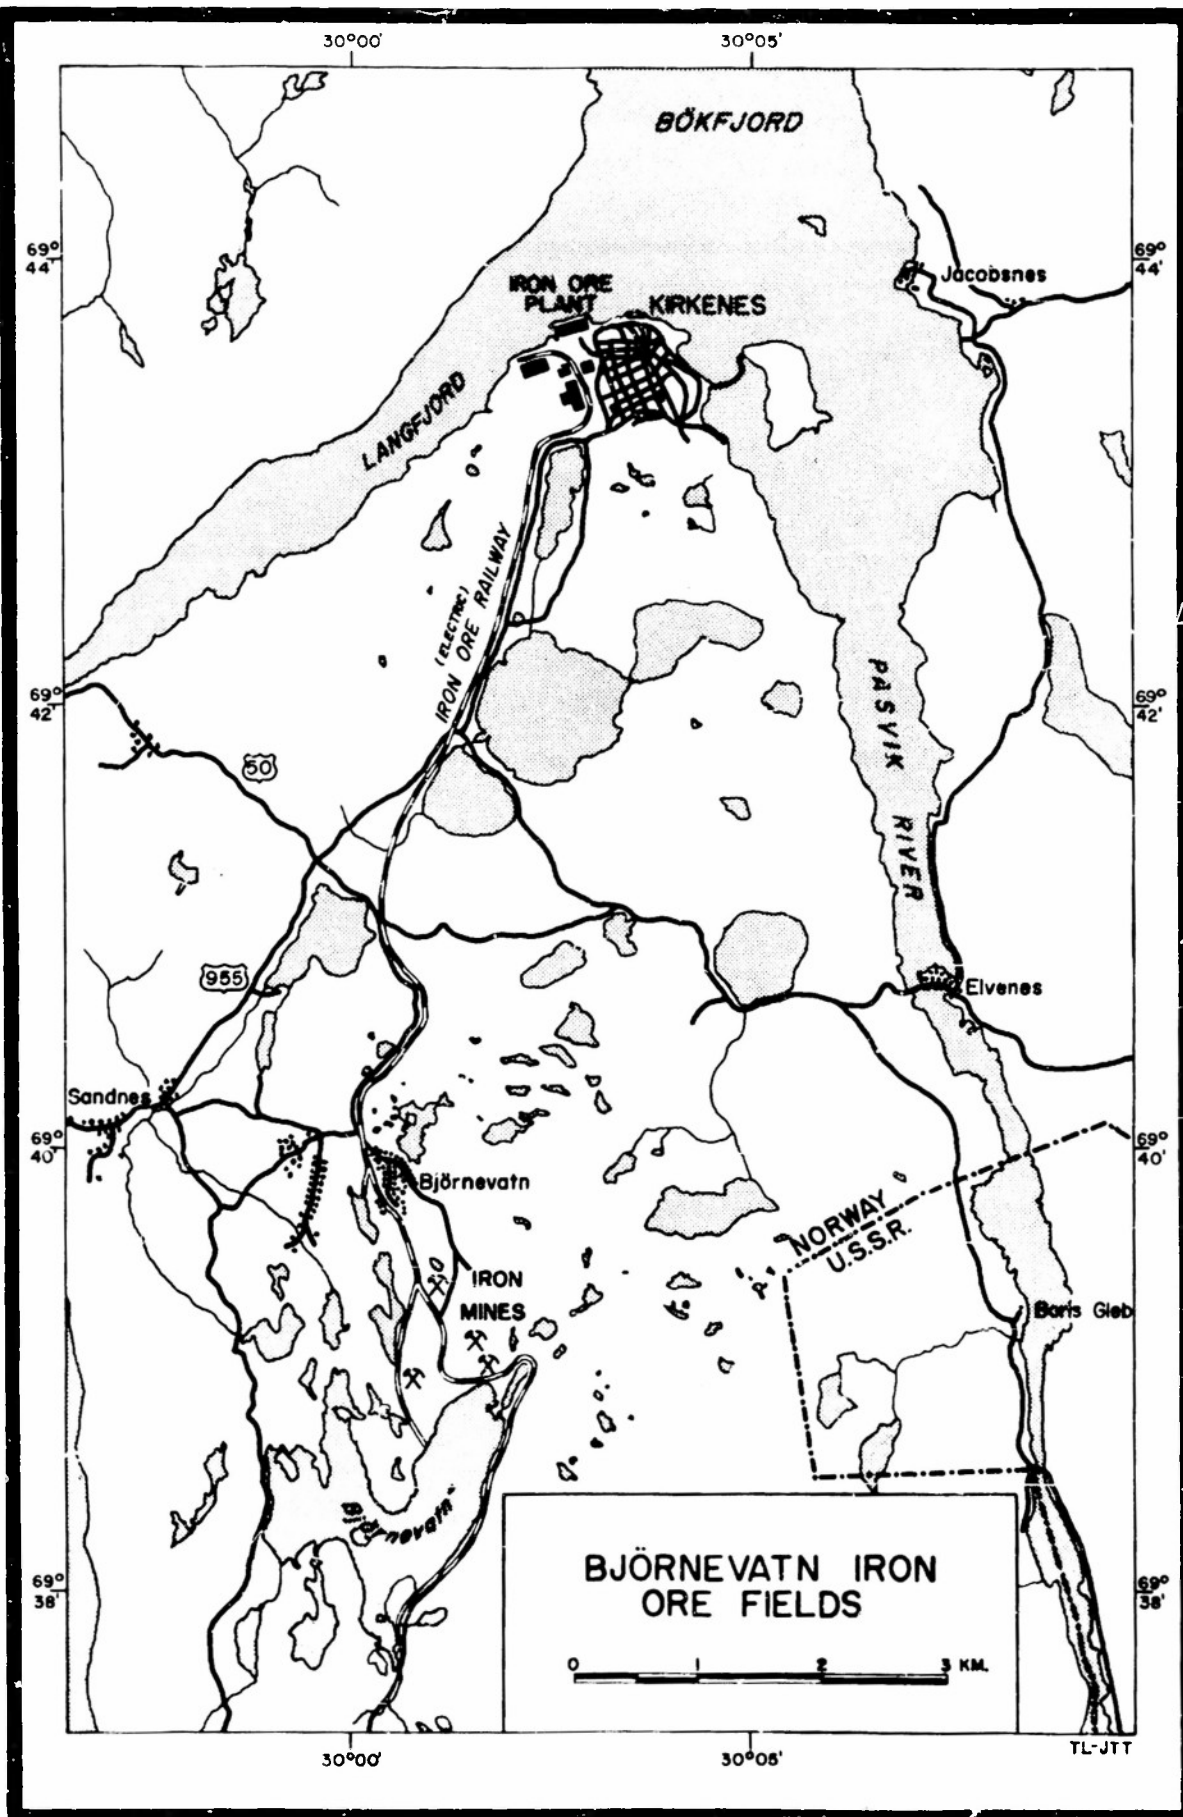 30°00'
30°05'
BÖKFJORD
69°
44'
69°
44'
Jacobsnes
IRON ORE
PLANT
KIRKENES
LANGFJORD
(ELECTRIC)
IRON ORE RAILWAY
69°
42'
69°
42'
PASVIK RIVER
50
955
Elvenes
Sandnes
69°
40'
69°
40'
Björnevatn
NORWAY
U.S.S.R.
IRON
MINES
Boris Gleb
Björnevatn
BJÖRNEVATN IRON
ORE FIELDS
69°
38'
69°
38'
0 1 2 3 KM.
30°00'
30°05'
TL-JTT